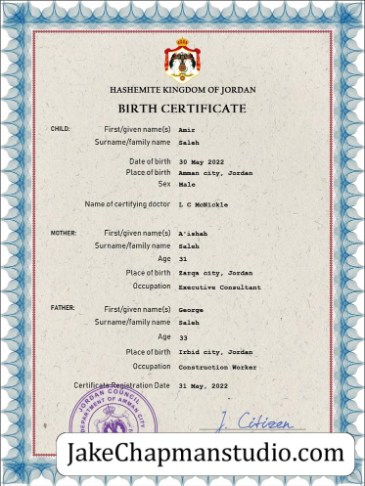 HASHEMITE KINGDOM OF JORDAN
BIRTH CERTIFICATE
CHILD: First/given name(s) Amir
Surname/family name Saleh
Date of birth 30 May 2022
Place of birth Amman city, Jordan
Sex Male
Name of certifying doctor L C McNickle
MOTHER: First/given name(s) A'ishah
Surname/family name Saleh
Age 31
Place of birth Zarqa city, Jordan
Occupation Executive Consultant
FATHER: First/given name(s) George
Surname/family name Saleh
Age 33
Place of birth Irbid city, Jordan
Occupation Construction Worker
Certificate Registration Date 31 May, 2022
JORDAN COUNCIL
DEPARTMENT OF AMMAN CITY
J. Citizen
JakeChapmanstudio.com